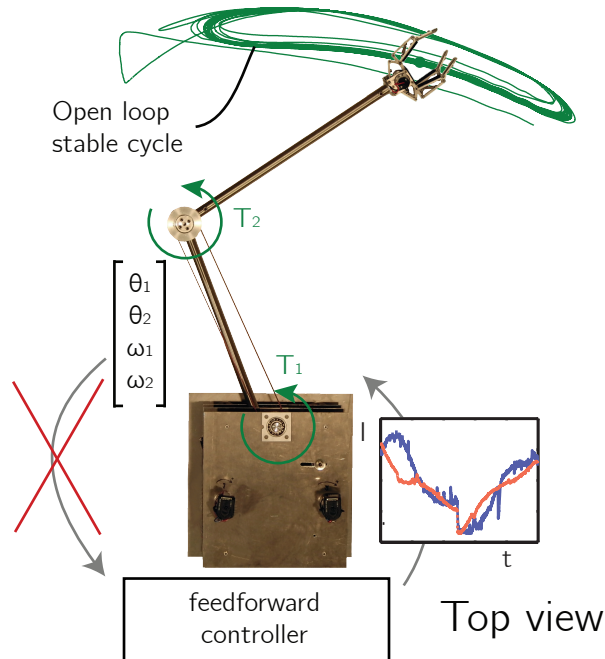 Open loop
stable cycle
T2
θ1
θ2
ω1
ω2
T1
I
t
feedforward
controller
Top view